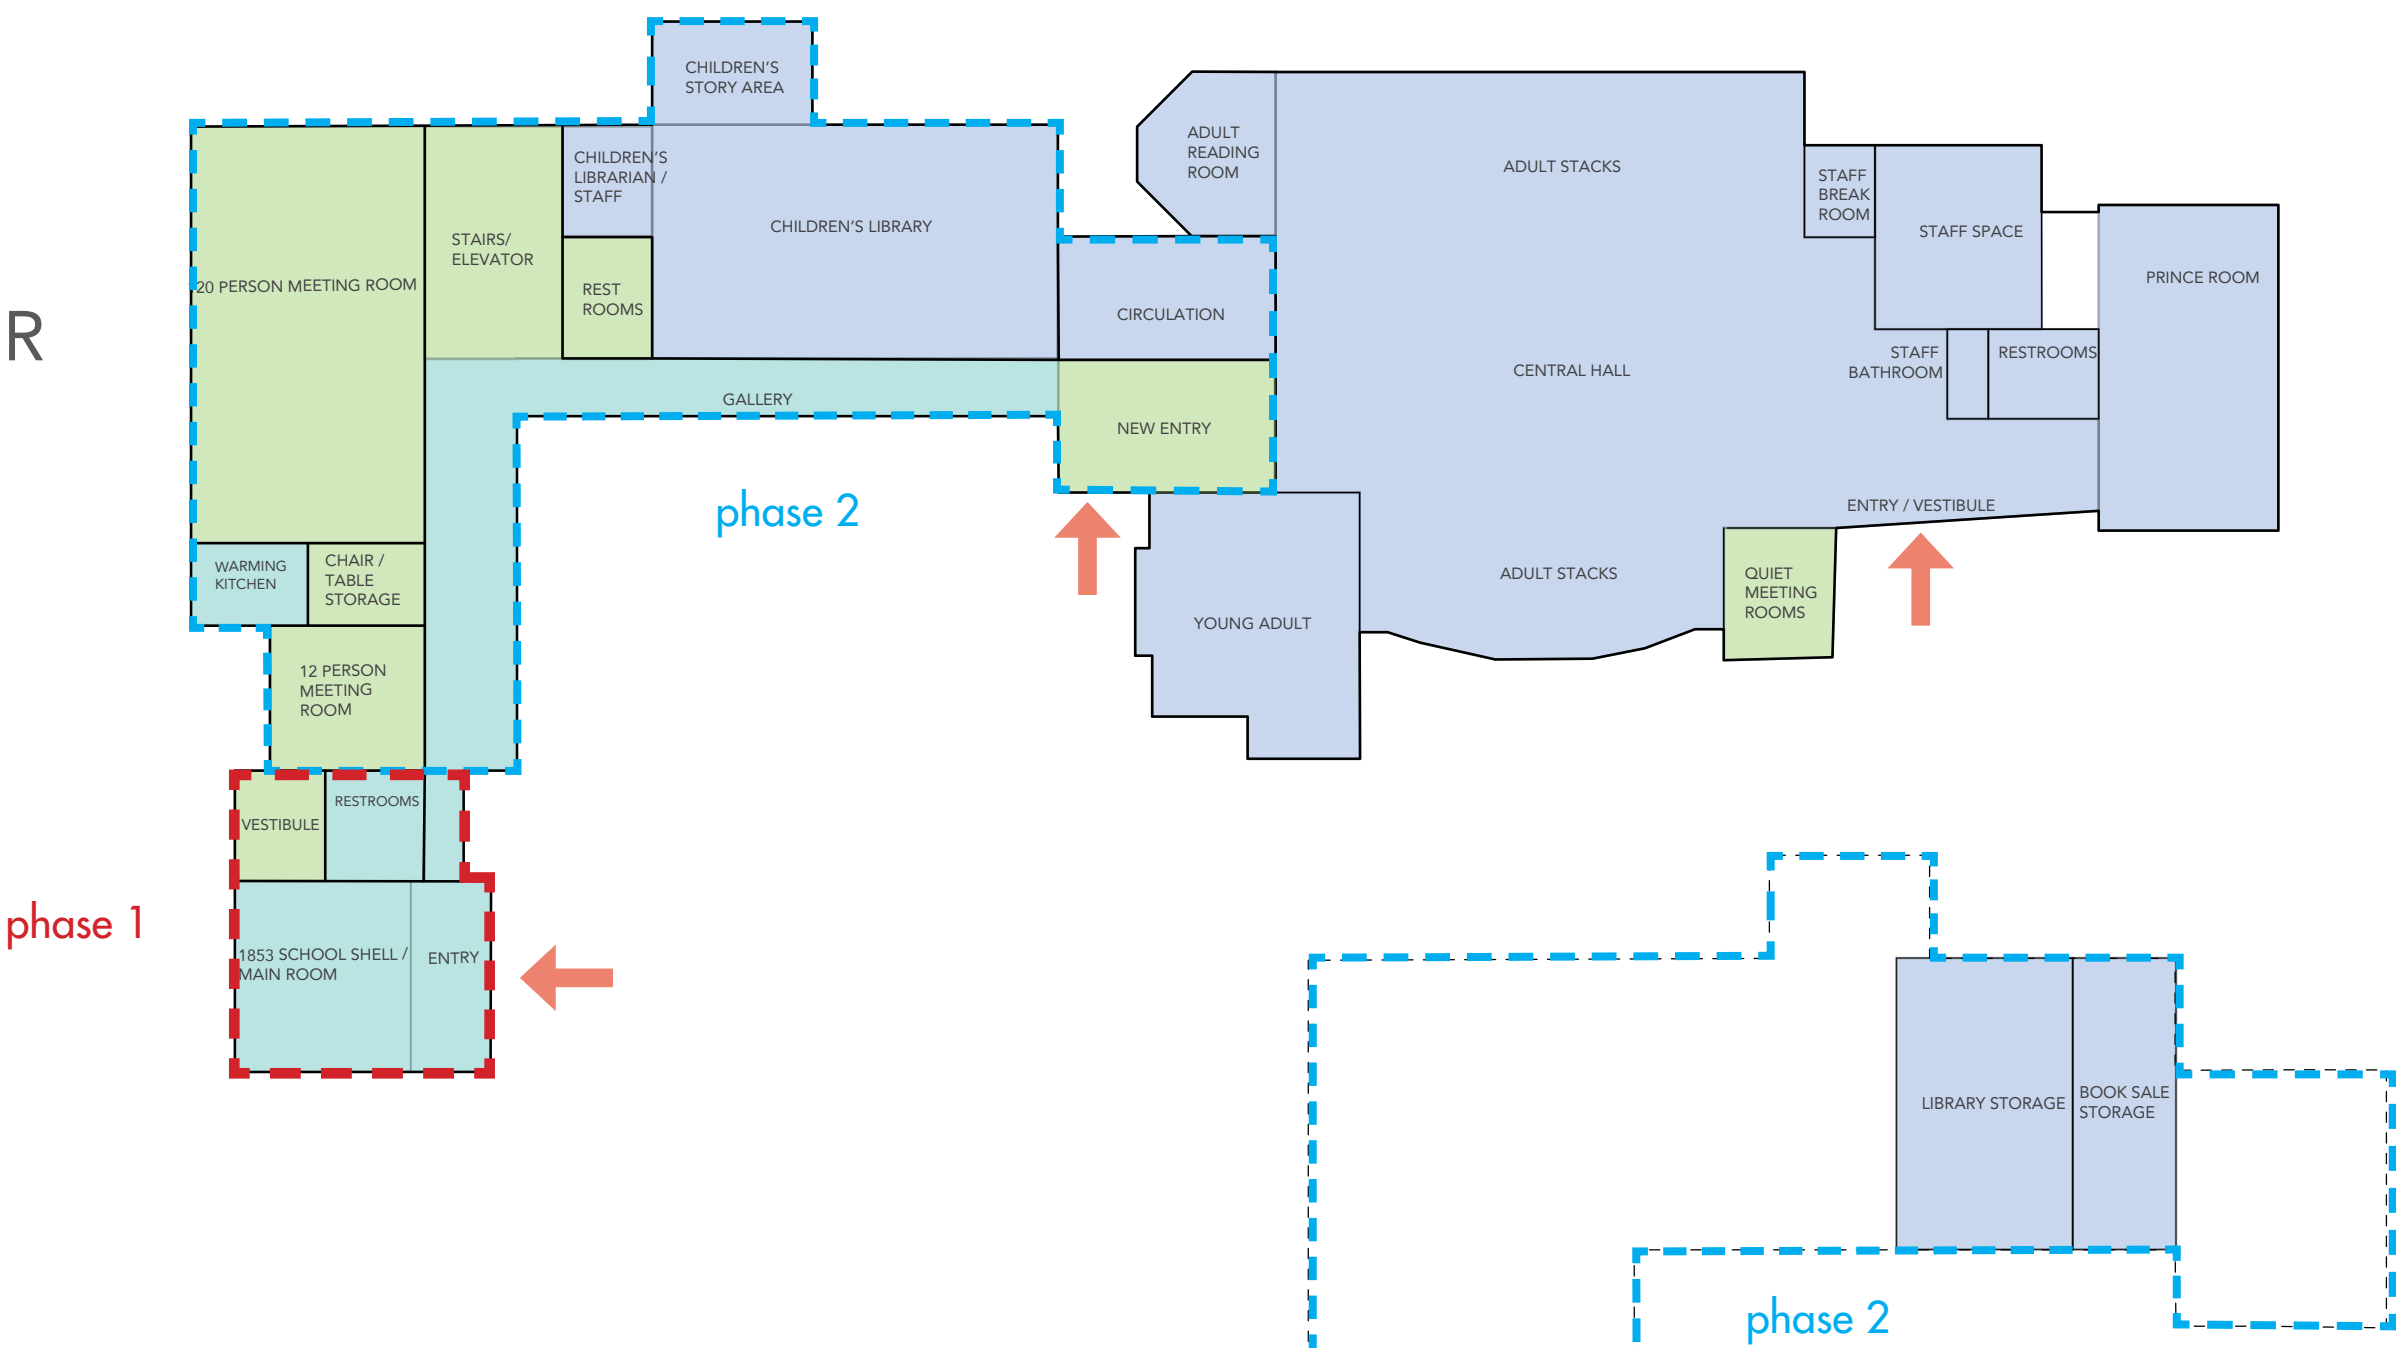 CHILDREN'S
STORY AREA
ADULT
READING
ROOM
ADULT STACKS
CHILDREN'S
LIBRARIAN /
STAFF
STAFF
BREAK
ROOM
CHILDREN'S LIBRARY
STAIRS/
ELEVATOR
STAFF SPACE
PRINCE ROOM
20 PERSON MEETING ROOM
REST
ROOMS
CIRCULATION
R
STAFF
BATHROOM
RESTROOMS
CENTRAL HALL
GALLERY
NEW ENTRY
phase 2
ENTRY / VESTIBULE
WARMING
KITCHEN
CHAIR /
TABLE
STORAGE
ADULT STACKS
QUIET
MEETING
ROOMS
YOUNG ADULT
12 PERSON
MEETING
ROOM
RESTROOMS
VESTIBULE
phase 1
1853 SCHOOL SHELL /
MAIN ROOM
ENTRY
LIBRARY STORAGE
BOOK SALE
STORAGE
phase 2